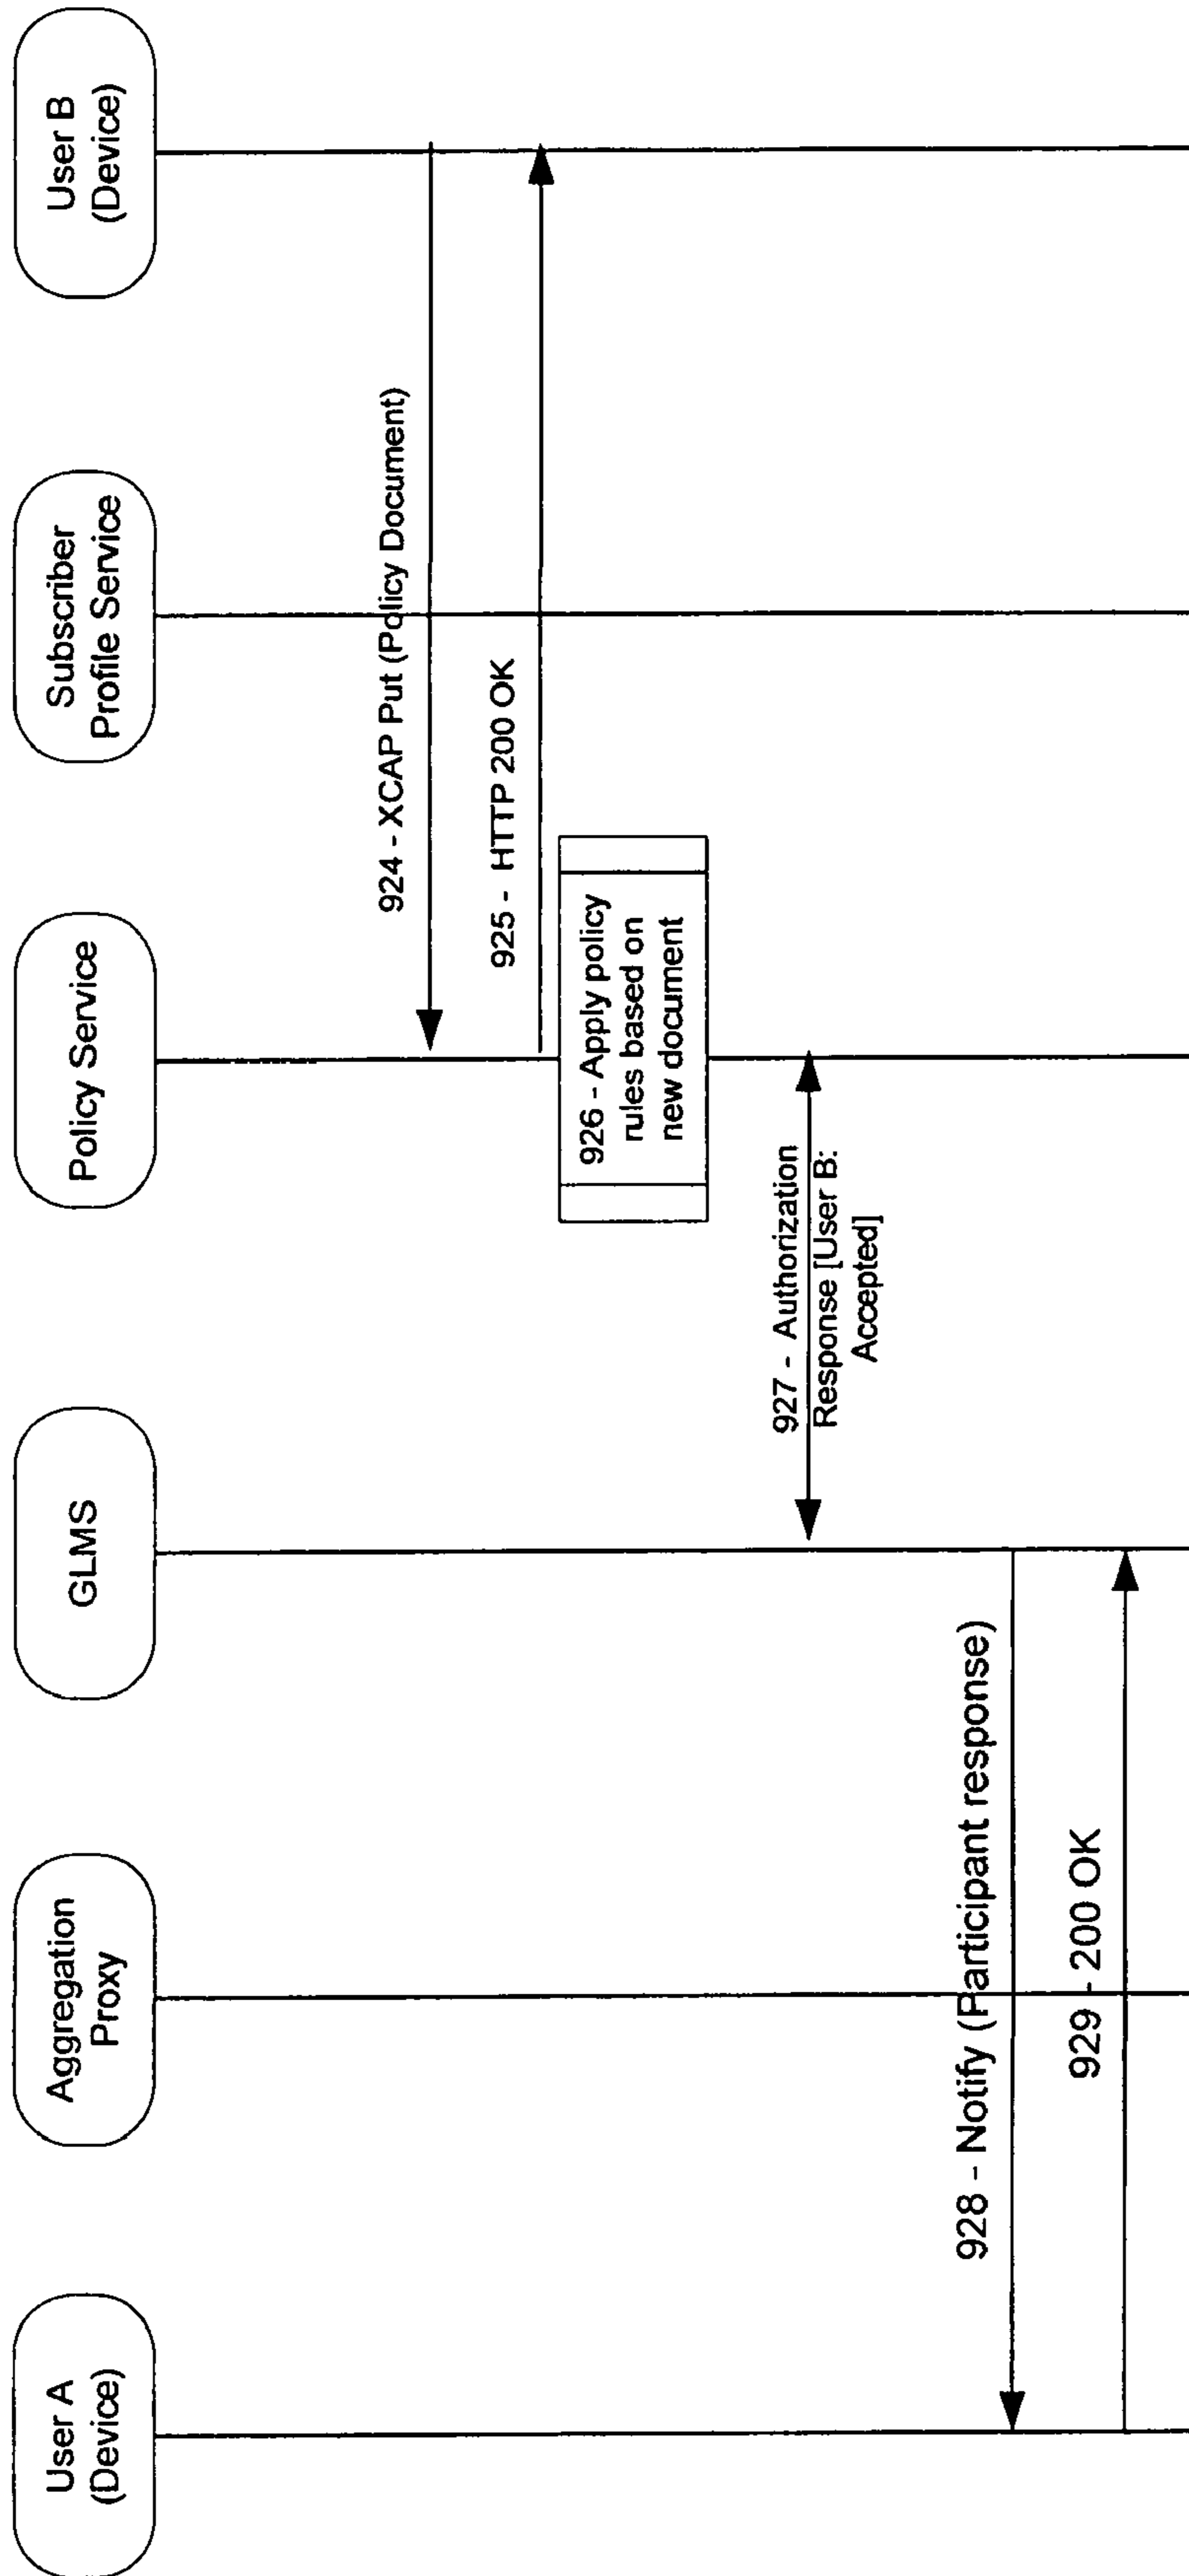 User A
(Device)
Aggregation
Proxy
GLMS
Policy Service
Subscriber
Profile Service
User B
(Device)
924 - XCAP Put (Policy Document)
925 - HTTP 200 OK
926 - Apply policy
rules based on
new document
927 - Authorization
Response [User B:
Accepted]
928 - Notify (Participant response)
929 - 200 OK